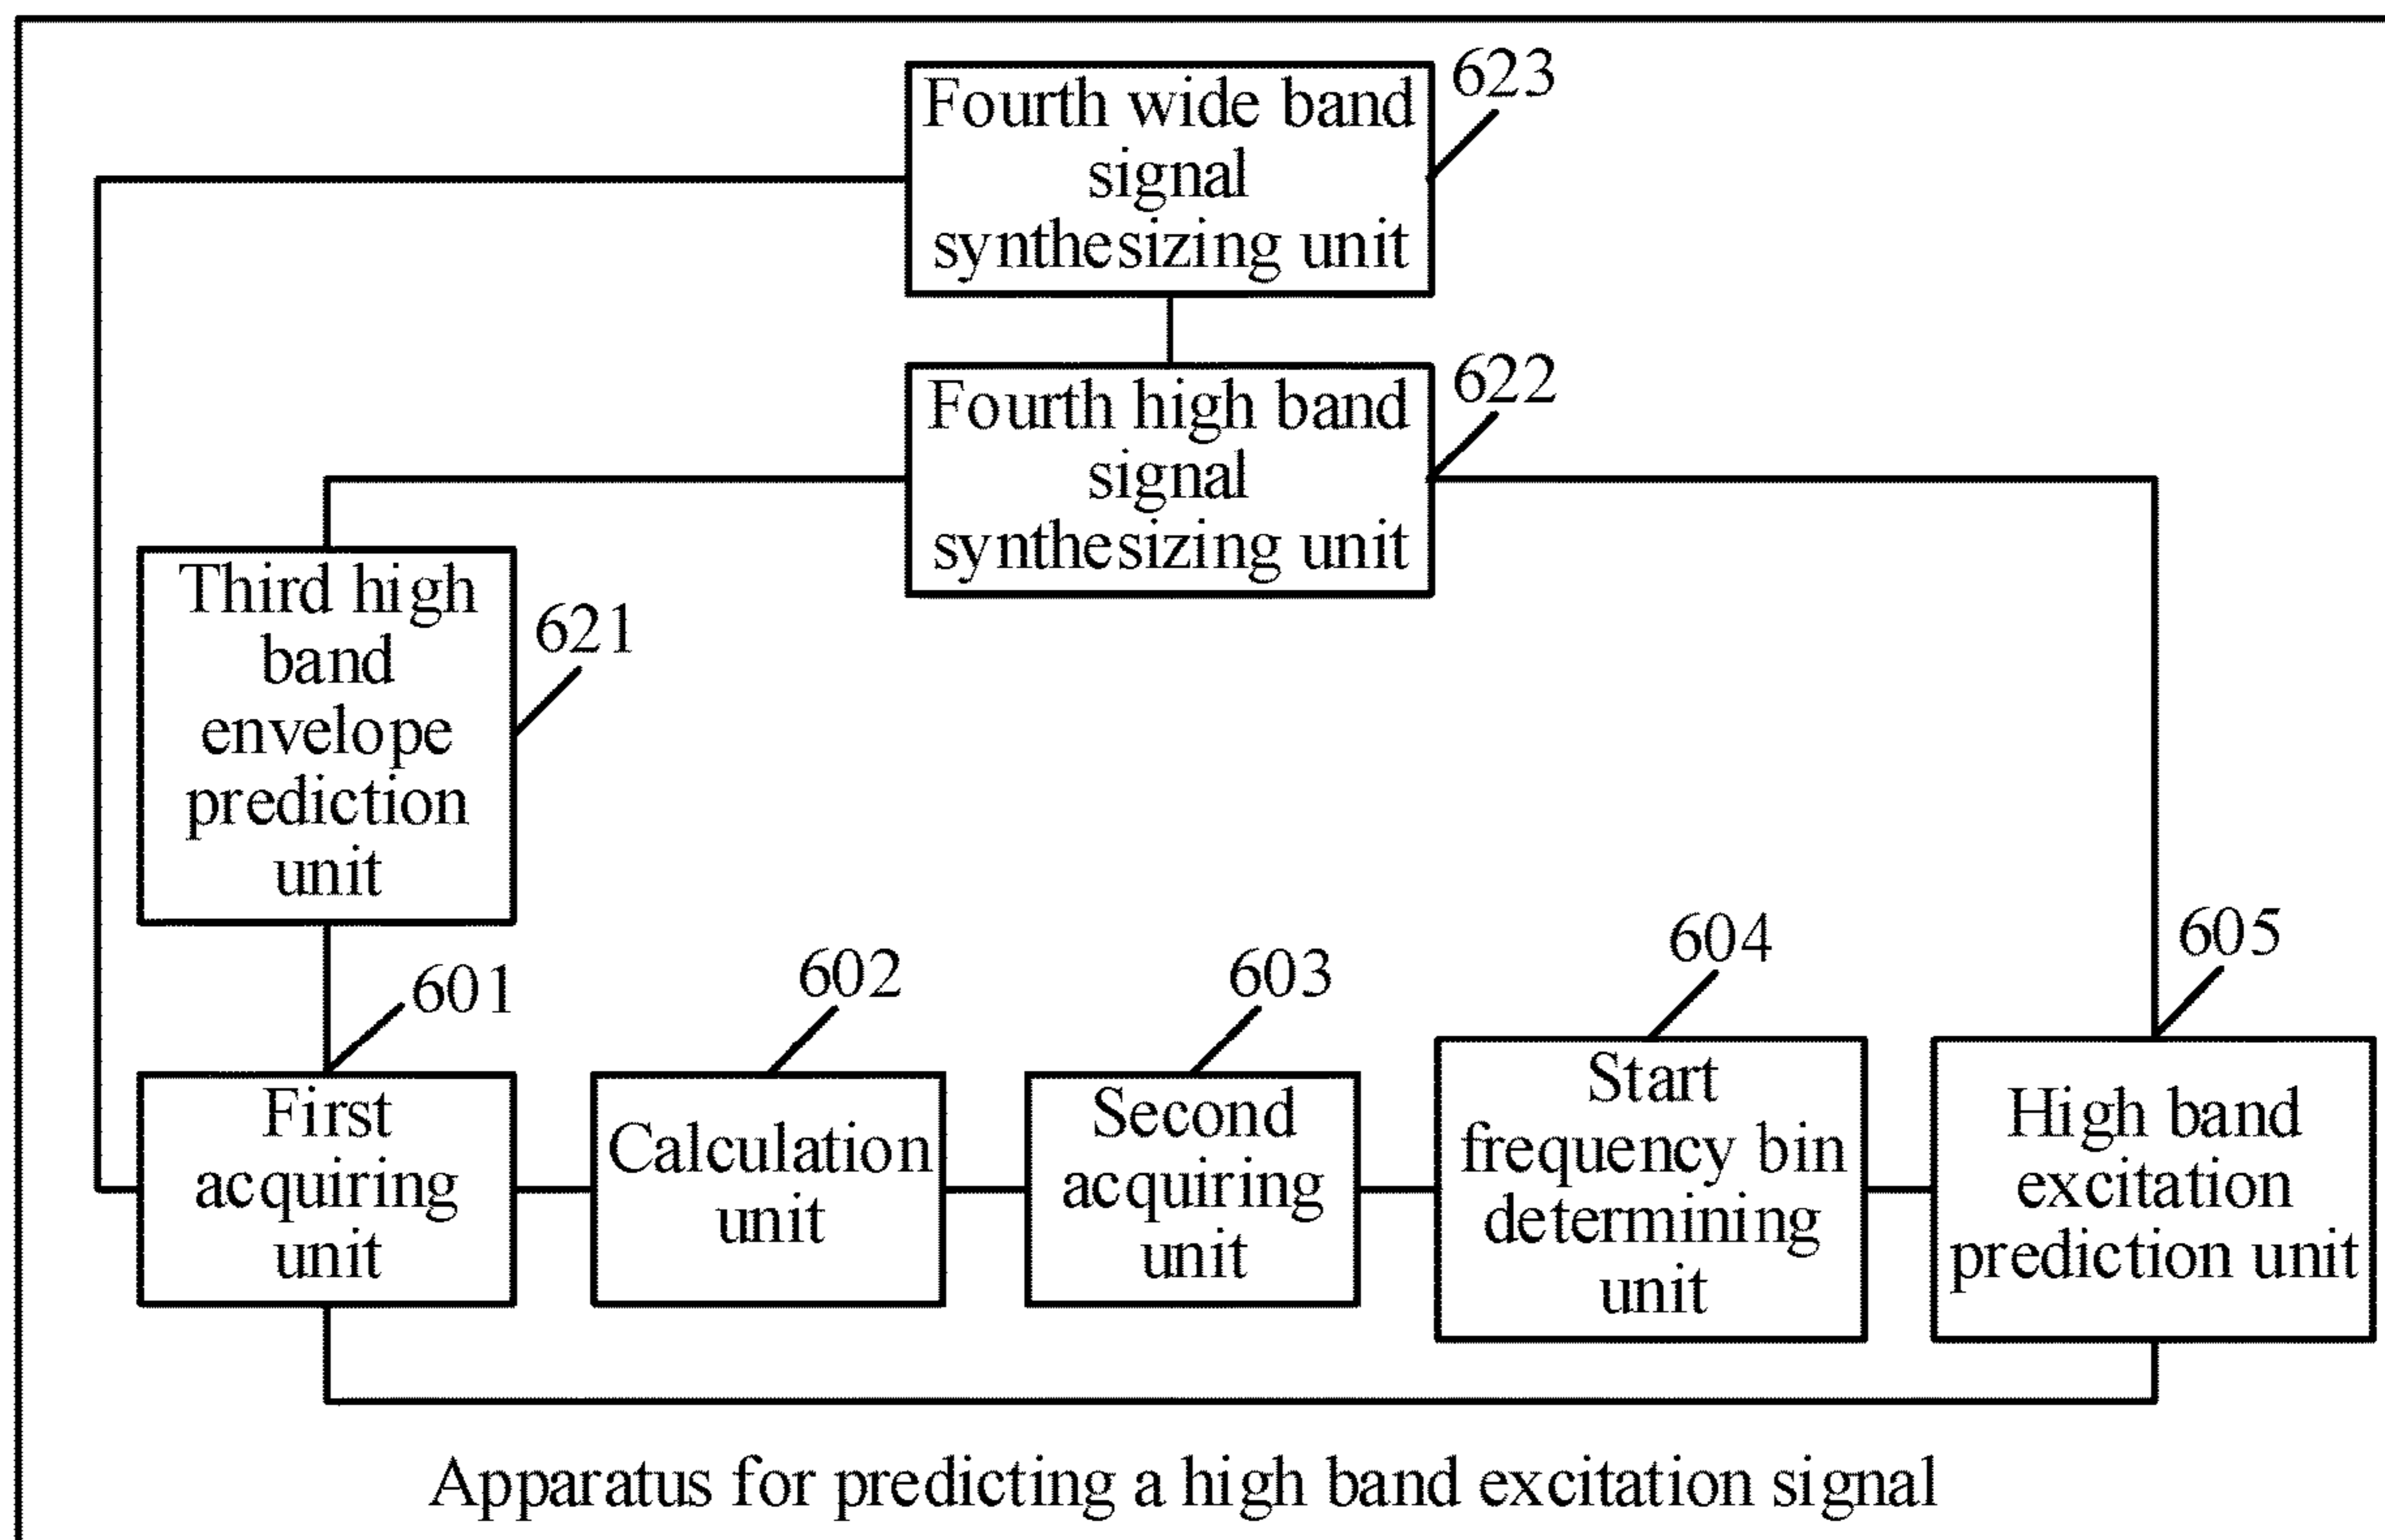 623
Fourth wide band
signal
synthesizing unit
622
Fourth high band
signal
synthesizing unit
Third high
band
envelope
prediction
unit
621
601
First
acquiring
unit
602
Calculation
unit
603
Second
acquiring
unit
604
Start
frequency bin
determining
unit
605
High band
excitation
prediction unit
Apparatus for predicting a high band excitation signal